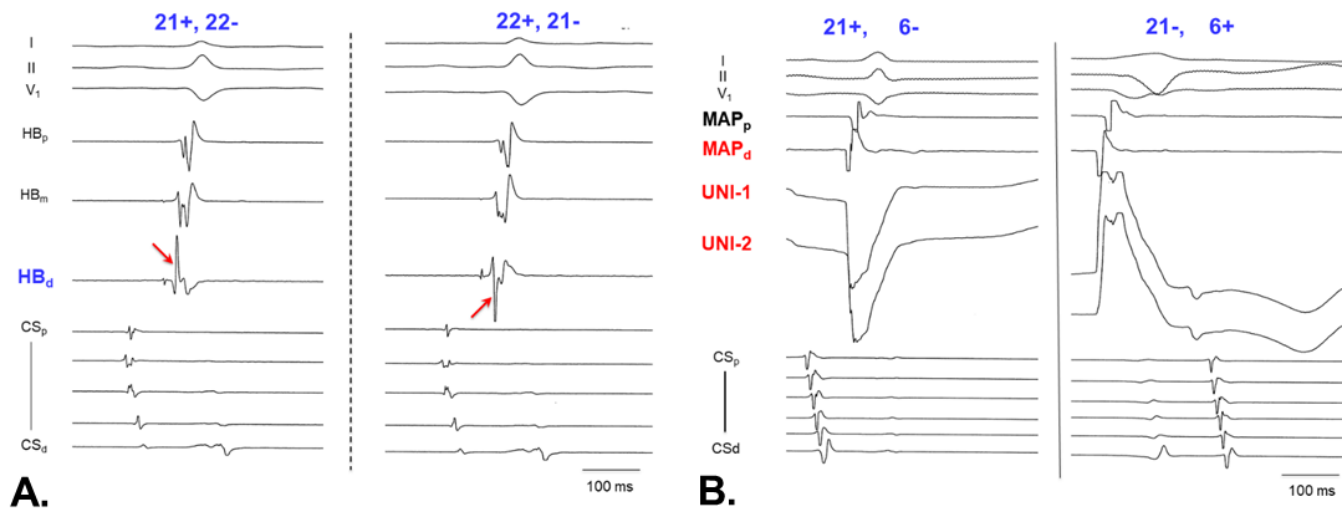 21+, 22-
22+, 21-
I
II
V1
HBp
HBm
HBd
CSp
CSd
100 ms
A.
21+, 6-
21-, 6+
I
II
V1
MAPp
MAPd
UNI-1
UNI-2
CSp
CSd
100 ms
B.